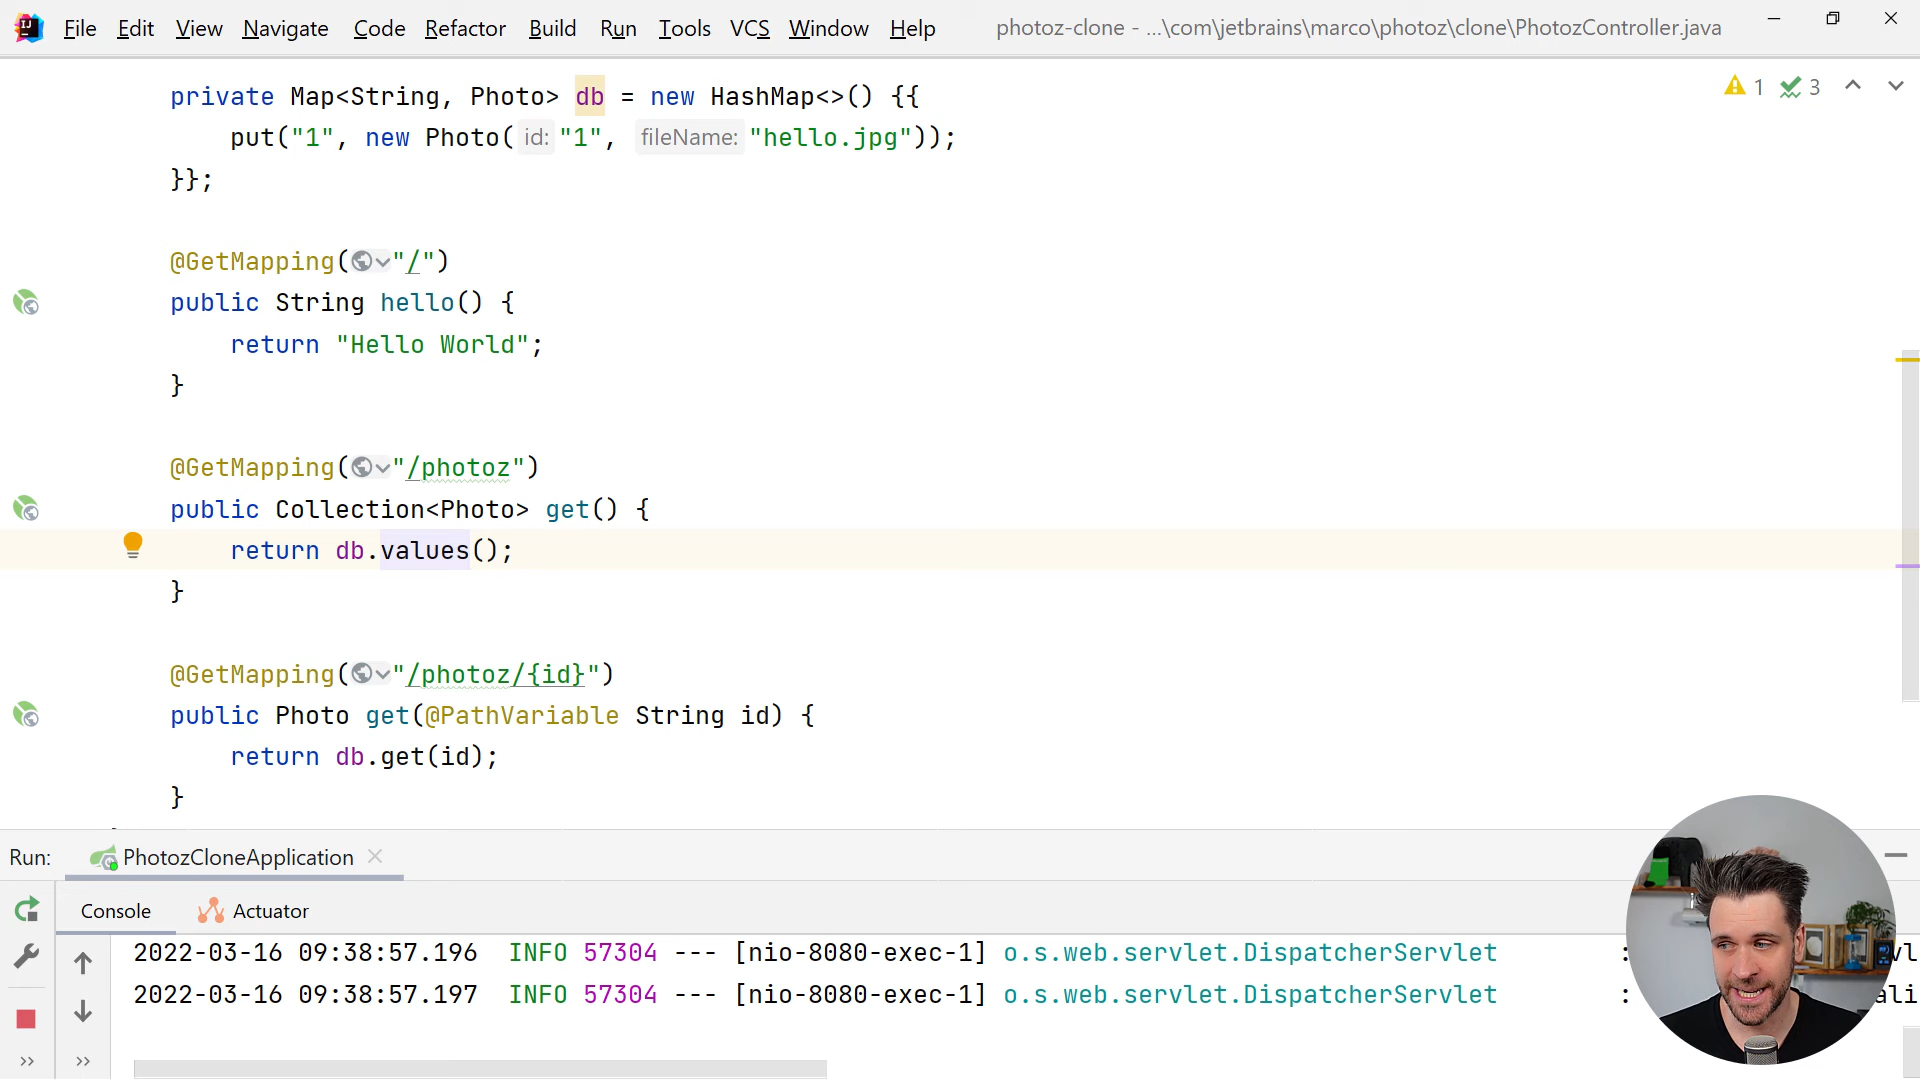 File Edit View Navigate Code Refactor Build Run Tools VCS Window Help photoz-clone - ...\com\jetbrains\marco\photoz\clone\PhotozController.java
private Map<String, Photo> db = new HashMap<>() {{
1 3
put("1", new Photo( id: "1", fileName: "hello.jpg"));
}};
@GetMapping("/")
public String hello() {
return "Hello World";
}
@GetMapping("/photoz")
public Collection<Photo> get() {
return db.values();
}
@GetMapping("/photoz/{id}")
public Photo get(@PathVariable String id) {
return db.get(id);
}
Run: PhotozCloneApplication
Console Actuator
2022-03-16 09:38:57.196 INFO 57304 --- [nio-8080-exec-1] o.s.web.servlet.DispatcherServlet :
2022-03-16 09:38:57.197 INFO 57304 --- [nio-8080-exec-1] o.s.web.servlet.DispatcherServlet :